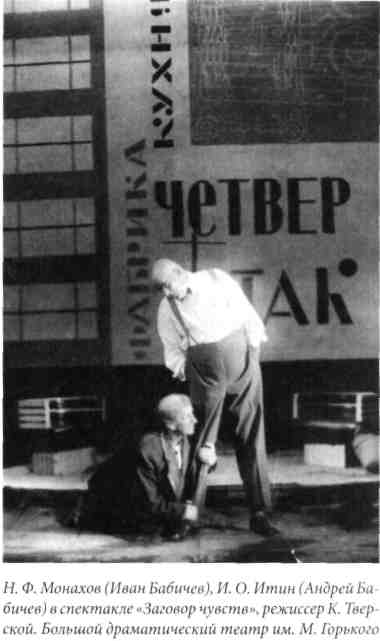 ФАБРИКА
КУХНЯ
ЧЕТВЕР
ТАК
Н. Ф. Монахов (Иван Бабичев), И. О. Итин (Андрей Ба-
бичев) в спектакле «Заговор чувств», режиссер К. Твер-
ской. Большой драматический театр им. М. Горького